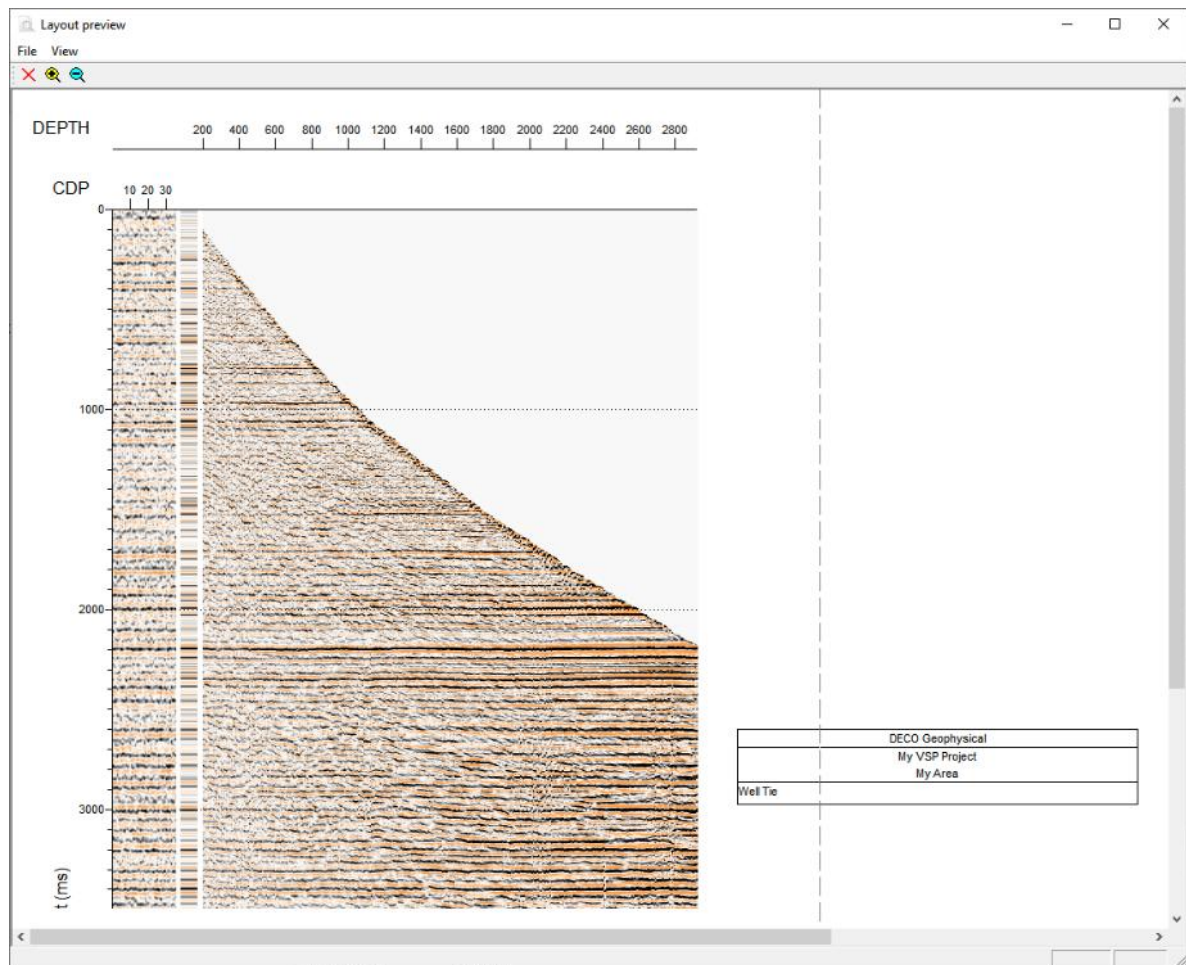 Layout preview
File View
DEPTH 200 400 600 800 1000 1200 1400 1600 1800 2000 2200 2400 2600 2800
CDP 10 20 30
0
1000
2000
DECO Geophysical
My VSP Project
My Area
Well Tie
3000
t (ms)